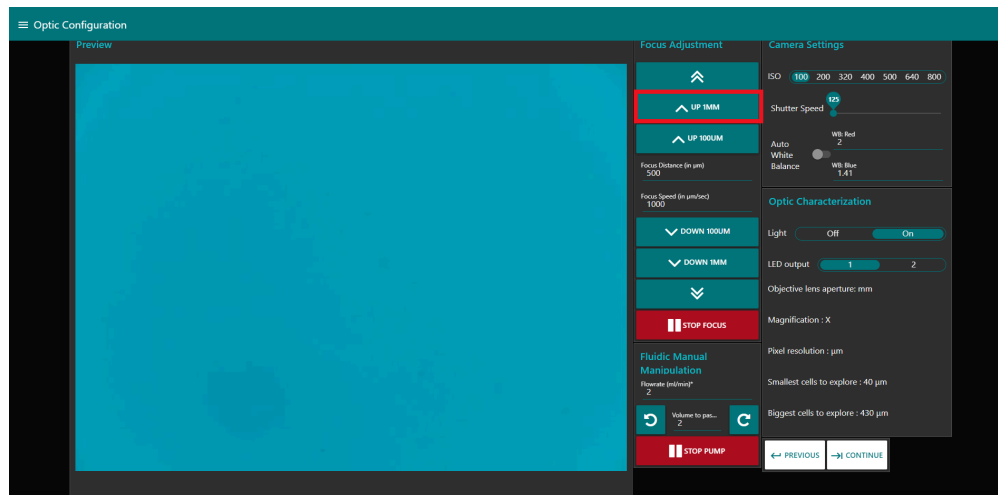 Optic Configuration
Preview
Focus Adjustment
UP 1MM
UP 100UM
Focus Distance (in μm)
500
Focus Speed (in μm/sec)
1000
DOWN 100UM
DOWN 1MM
STOP FOCUS
Fluidic Manual
Manipulation
Flowrate (ml/min)*
2
Volume to pas...
2
STOP PUMP
Camera Settings
ISO 100 200 320 400 500 640 800
125
Shutter Speed
Auto
White
Balance
WB: Red
2
WB: Blue
1.41
Optic Characterization
Light Off On
LED output 1 2
Objective lens aperture: mm
Magnification : X
Pixel resolution : μm
Smallest cells to explore : 40 μm
Biggest cells to explore : 430 μm
PREVIOUS CONTINUE